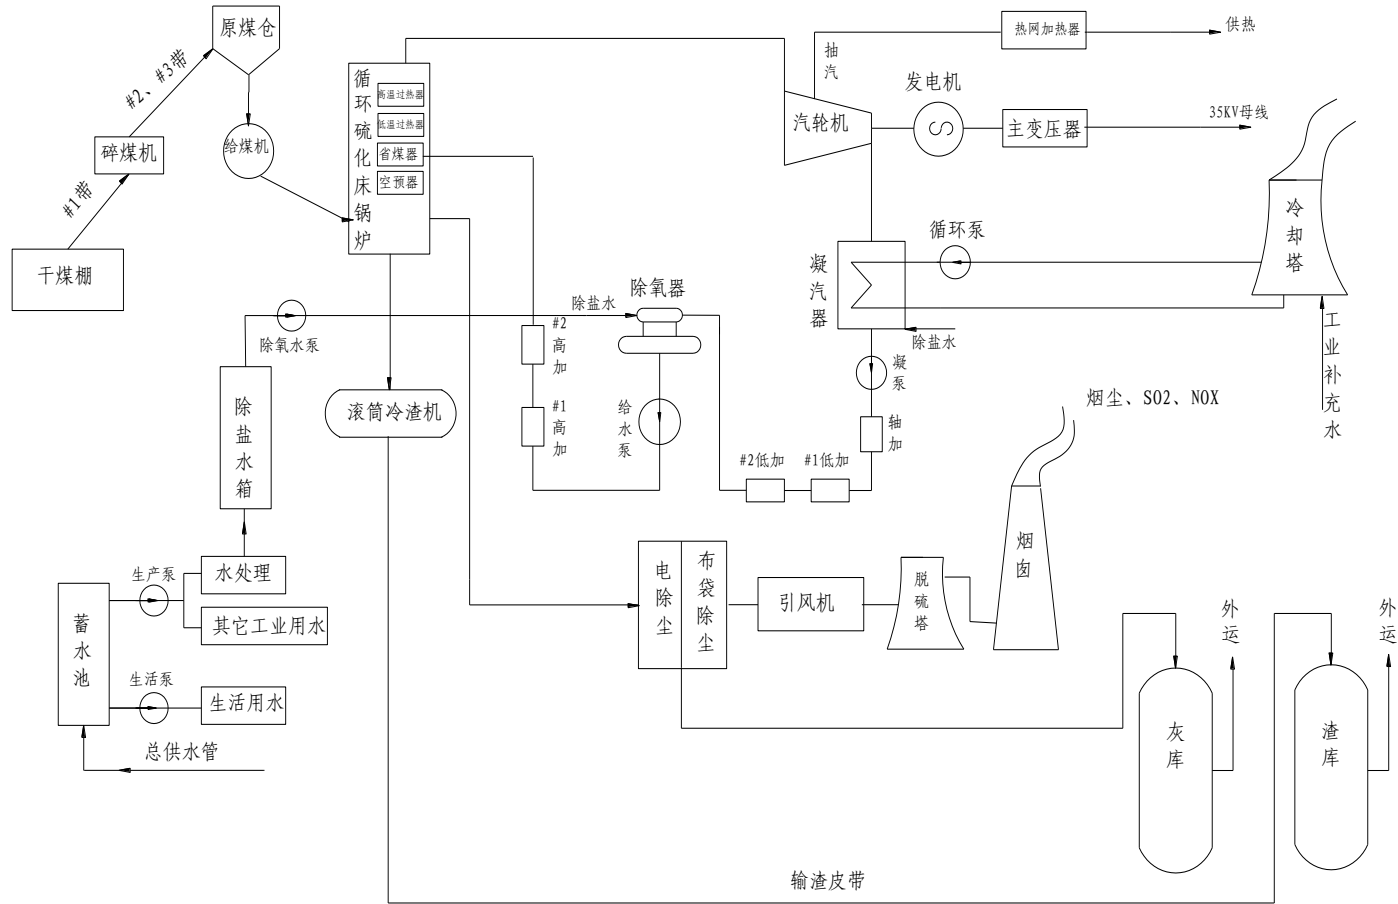 原煤仓
#2、#3带
碎煤机
给煤机
#1带
干煤棚
循环硫化床锅炉
高温过热器
低温过热器
省煤器
空预器
抽汽
热网加热器
供热
汽轮机
发电机
S
主变压器
35KV母线
冷却塔
循环泵
凝汽器
除盐水
工业补充水
凝泵
轴加
#1低加
#2低加
除氧器
除盐水
给水泵
#2高加
#1高加
除氧水泵
除盐水箱
滚筒冷渣机
水处理
生产泵
其它工业用水
蓄水池
生活泵
生活用水
总供水管
电除尘
布袋除尘
引风机
脱硫塔
烟囱
烟尘、SO2、NOX
灰库
外运
渣库
外运
输渣皮带